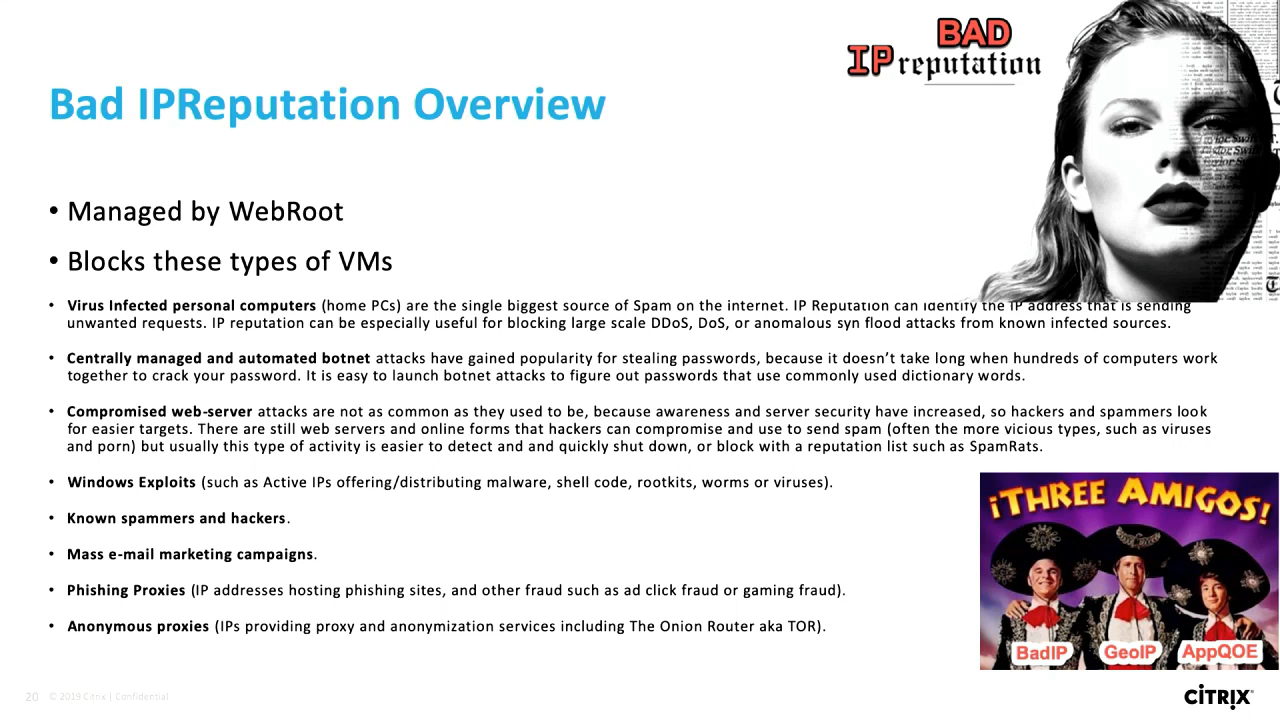 BAD
IP reputation
Bad IPReputation Overview
• Managed by WebRoot
• Blocks these types of VMs
• Virus Infected personal computers (home PCs) are the single biggest source of Spam on the internet. IP Reputation can identify the IP address that is sending
unwanted requests. IP reputation can be especially useful for blocking large scale DDoS, DoS, or anomalous syn flood attacks from known infected sources.
• Centrally managed and automated botnet attacks have gained popularity for stealing passwords, because it doesn’t take long when hundreds of computers work
together to crack your password. It is easy to launch botnet attacks to figure out passwords that use commonly used dictionary words.
• Compromised web-server attacks are not as common as they used to be, because awareness and server security have increased, so hackers and spammers look
for easier targets. There are still web servers and online forms that hackers can compromise and use to send spam (often the more vicious types, such as viruses
and porn) but usually this type of activity is easier to detect and and quickly shut down, or block with a reputation list such as SpamRats.
• Windows Exploits (such as Active IPs offering/distributing malware, shell code, rootkits, worms or viruses).
• Known spammers and hackers.
• Mass e-mail marketing campaigns.
• Phishing Proxies (IP addresses hosting phishing sites, and other fraud such as ad click fraud or gaming fraud).
• Anonymous proxies (IPs providing proxy and anonymization services including The Onion Router aka TOR).
¡THREE AMIGOS!
BadIP GeoIP AppQOE
20 © 2019 Citrix | Confidential
CITRIX